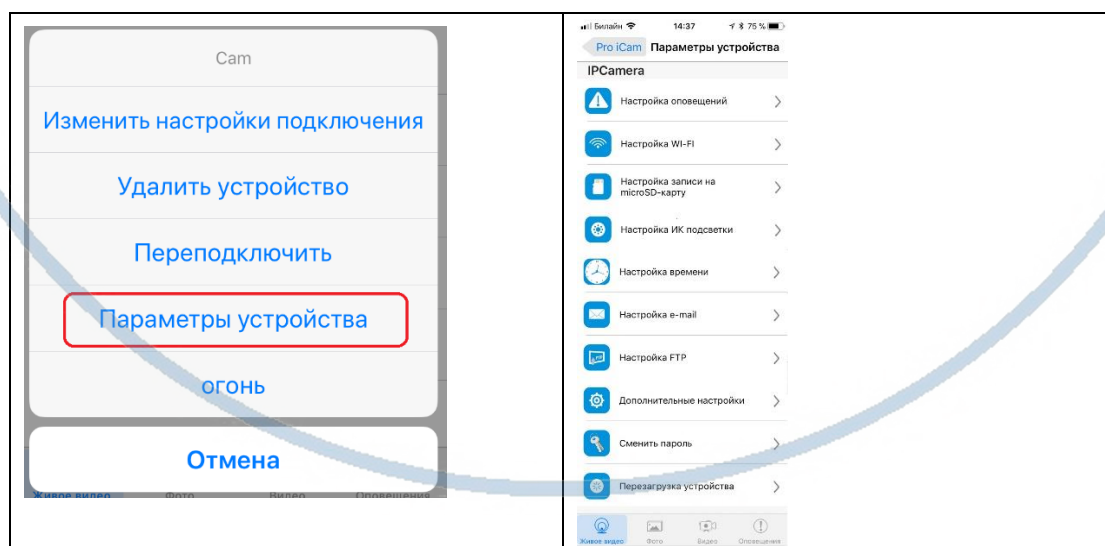 Cam
Изменить настройки подключения
Удалить устройство
Переподключить
Параметры устройства
огонь
Отмена
Живое видео Фото Видео Оповещения
Билайн 14:37 75 %
Pro iCam Параметры устройства
IPCamera
Настройка оповещений
Настройка WI-FI
Настройка записи на
microSD-карту
Настройка ИК подсветки
Настройка времени
Настройка e-mail
Настройка FTP
Дополнительные настройки
Сменить пароль
Перезагрузка устройства
Живое видео Фото Видео Оповещения